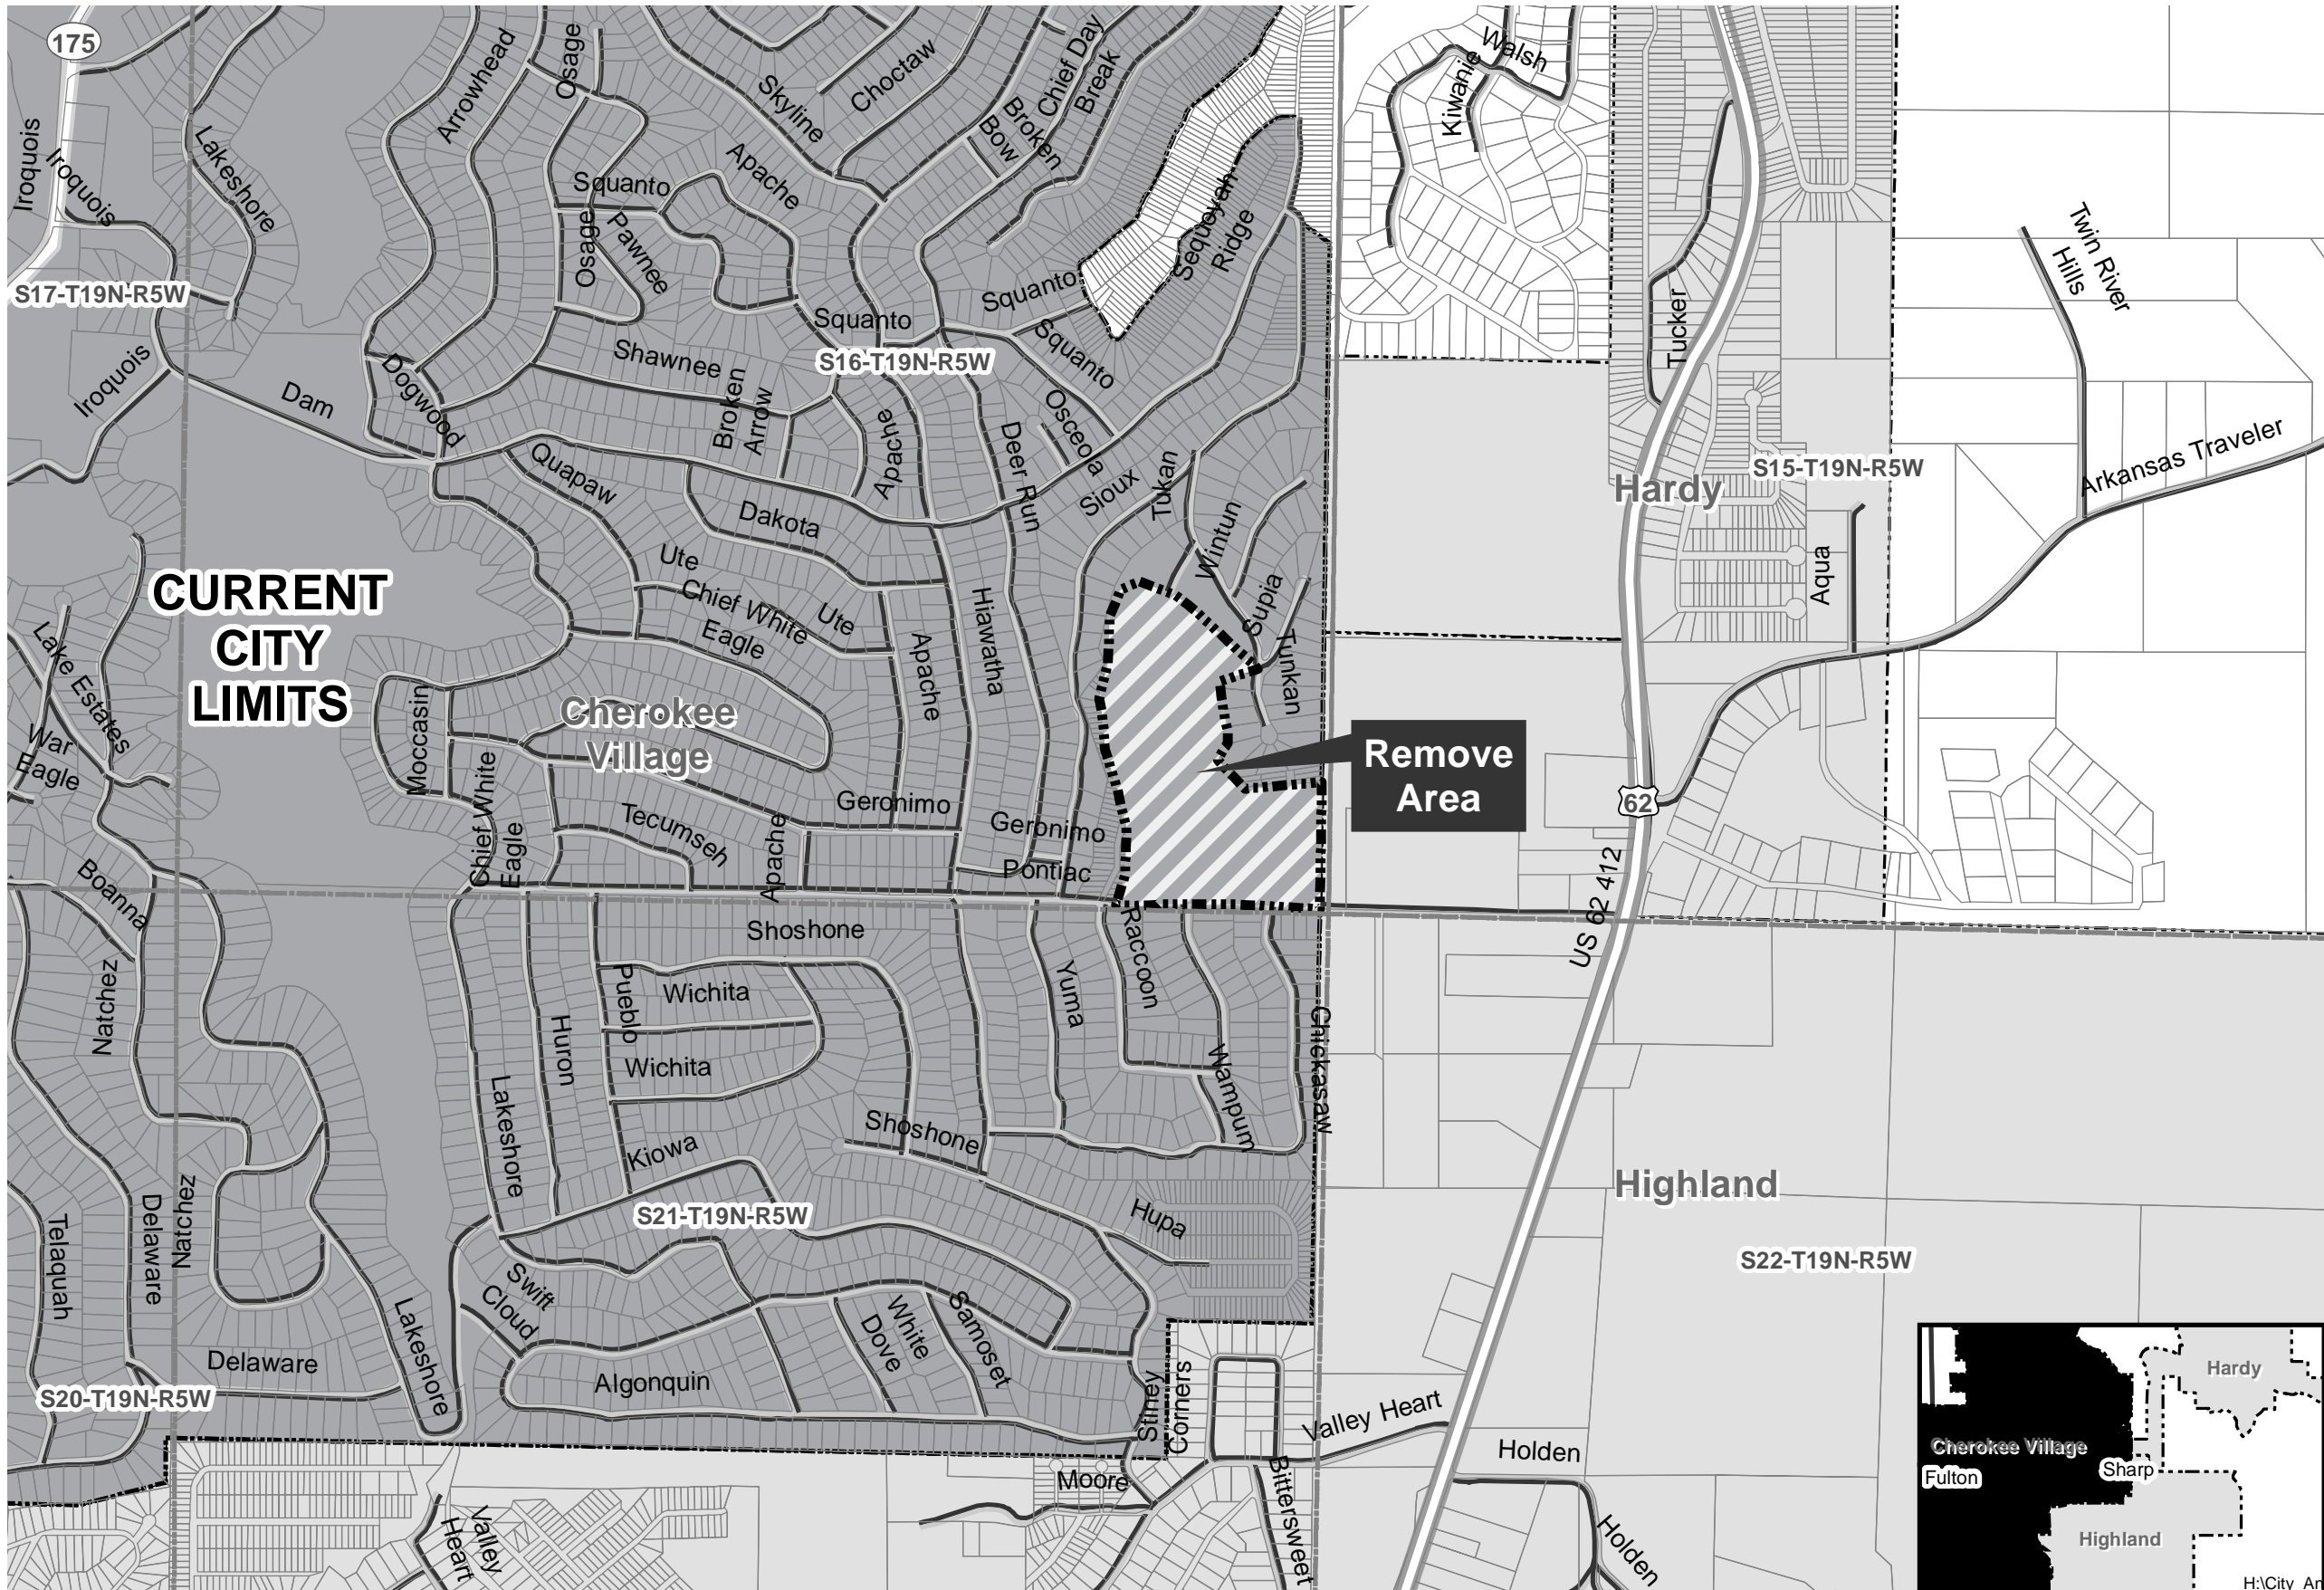 175
Iroquois
Iroquois
Lakeshore
Arrowhead
Osage
Skyline
Choctaw
Chief Day
Break
Broken
Bow
Walsh
Kiwanie
Apache
Squanto
Osage
Pawnee
Sequoyah
Ridge
Twin River
Hills
S17-T19N-R5W
Squanto
Squanto
Tucker
Iroquois
Dam
Dogwood
Shawnee
Broken
Arrow
S16-T19N-R5W
Squanto
Osceola
Apache
Deer Run
Sioux
Tukan
Quapaw
Dakota
Hardy
S15-T19N-R5W
Arkansas Traveler
Wintun
Aqua
CURRENT
CITY
LIMITS
Ute
Chief White
Eagle
Ute
Supia
Tunkan
Hiawatha
Apache
Lake Estates
War
Eagle
Moccasin
Cherokee
Village
Remove
Area
Chief White
Eagle
Tecumseh
Apache
Geronimo
Geronimo
Pontiac
62
US 62 412
Boanna
Natchez
Shoshone
Raccoon
Yuma
Pueblo
Wichita
Huron
Wichita
Lakeshore
Wampum
Chickasaw
Kiowa
Shoshone
Highland
Telaquah
Delaware
Natchez
S21-T19N-R5W
Hupa
S22-T19N-R5W
Swift
Cloud
Lakeshore
White
Dove
Samoset
Delaware
Algonquin
S20-T19N-R5W
Stiney
Corners
Valley Heart
Holden
Moore
Bittersweet
Valley
Heart
Holden
Hardy
Cherokee Village
Fulton
Sharp
Highland
H:\City_An